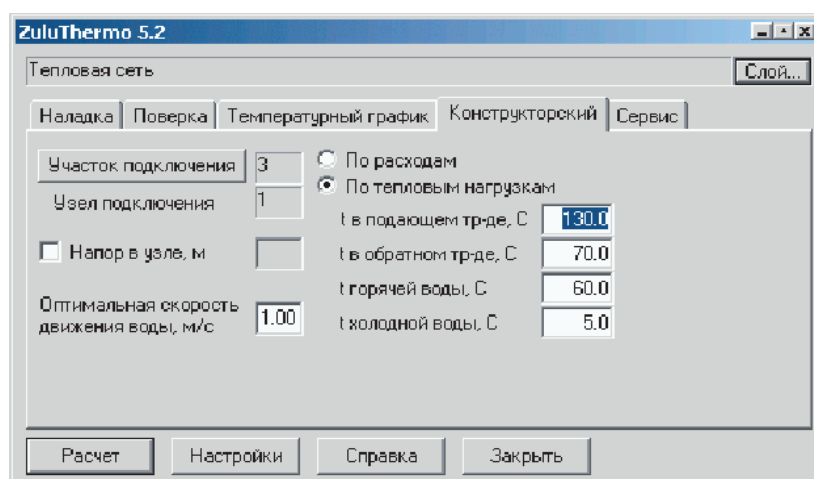 ZuluThermo 5.2
Тепловая сеть
Слой...
Наладка Поверка Температурный график Конструкторский Сервис
Участок подключения 3
По расходам
Узел подключения 1
По тепловым нагрузкам
t в подающем тр-де, С 130.0
Напор в узле, м
t в обратном тр-де, С 70.0
t горячей воды, С 60.0
Оптимальная скорость
движения воды, м/с 1.00
t холодной воды, С 5.0
Расчет Настройки Справка Закрыть